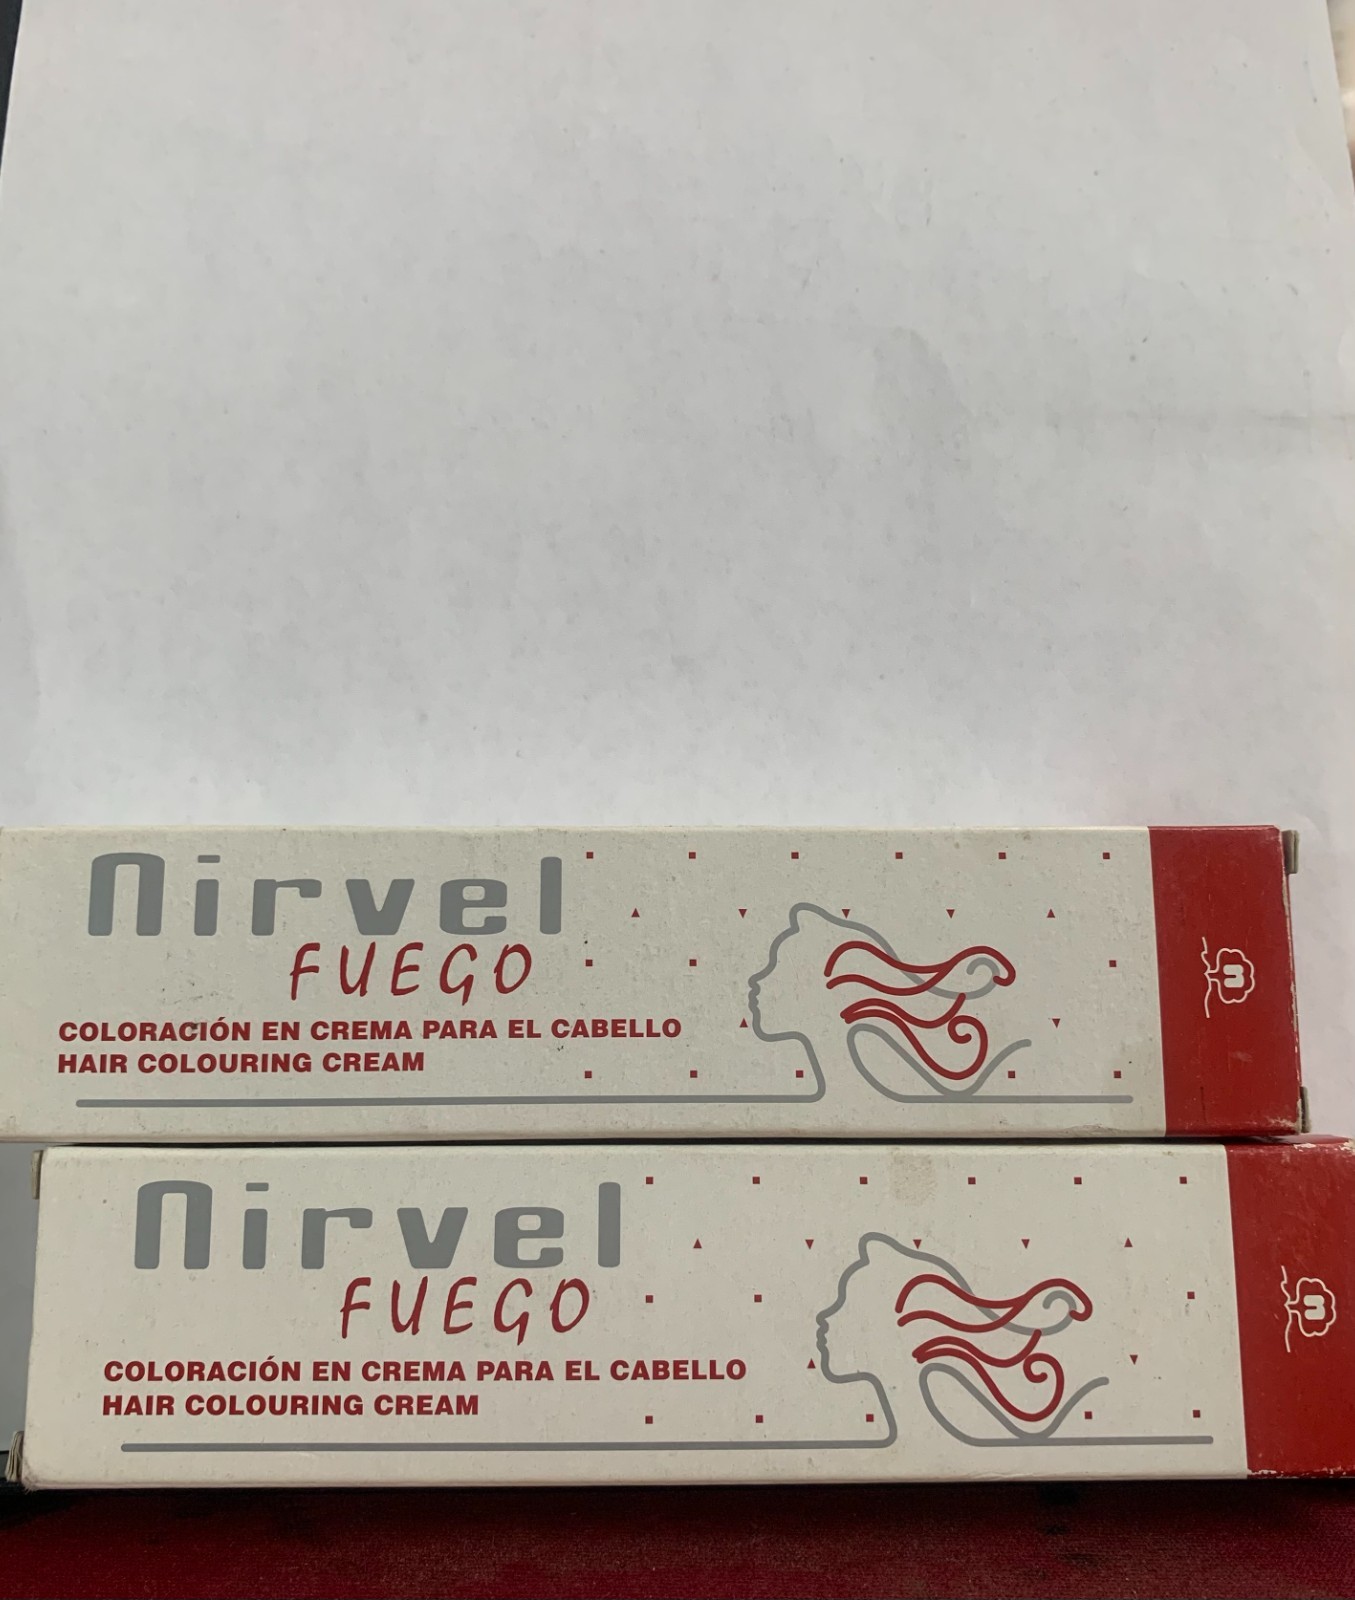 nirvel
FUEGO
COLORACIÓN EN CREMA PARA EL CABELLO
HAIR COLOURING CREAM
nirvel
FUEGO
COLORACIÓN EN CREMA PARA EL CABELLO
HAIR COLOURING CREAM